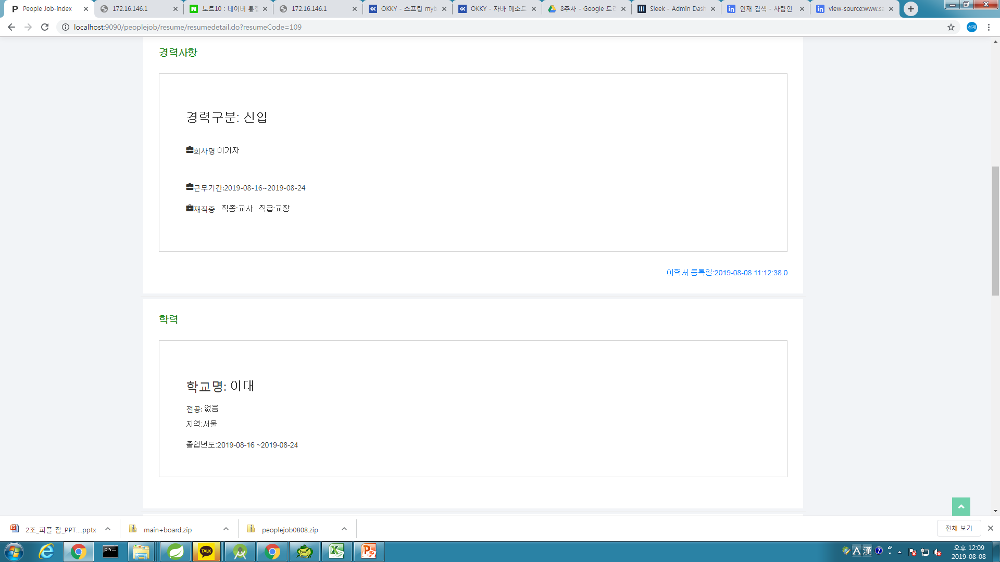 People Job-index
172.16.146.1
노트10 : 네이버 통합
172.16.146.1
OKKY - 스프링 myb
OKKY - 자바 메소드
8주차 - Google 드라
Sleek - Admin Dash
인재 검색 - 사람인
view-source:www.sa
localhost:9090/peoplejob/resume/resumedetail.do?resumeCode=109
성재
경력사항
경력구분: 신입
회사명 이기자
근무기간:2019-08-16~2019-08-24
재직중 직종:교사 직급:교장
이력서 등록일:2019-08-08 11:12:38.0
학력
학교명: 이대
전공: 없음
지역:서울
졸업년도:2019-08-16 ~2019-08-24
2조_피플 잡_PPT....pptx
main+board.zip
peoplejob0808.zip
전체 보기
TALK
A 漢
오후 12:09
2019-08-08